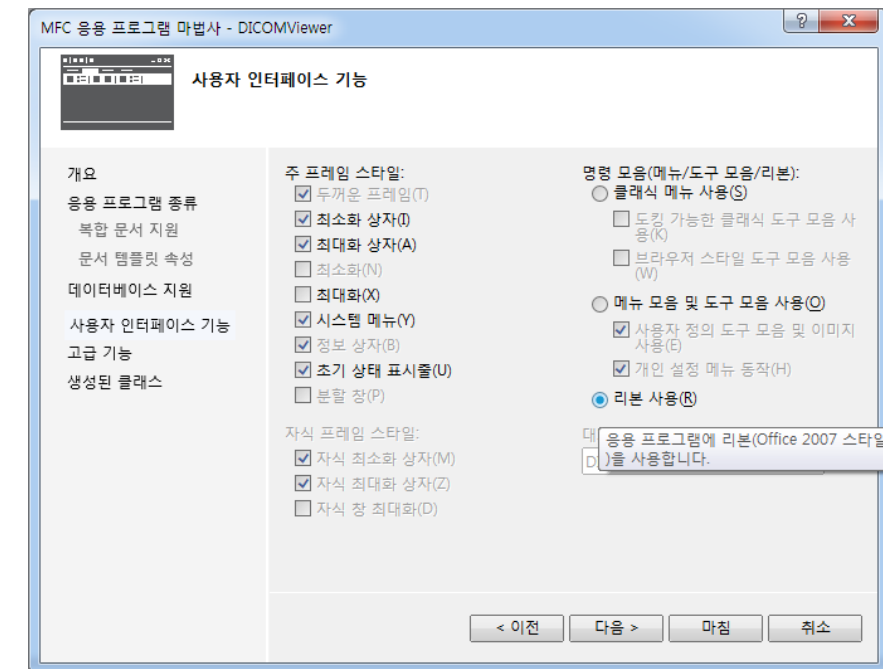 MFC 응용 프로그램 마법사 - DICOMViewer
사용자 인터페이스 기능
개요
응용 프로그램 종류
복합 문서 지원
문서 템플릿 속성
데이터베이스 지원
사용자 인터페이스 기능
고급 기능
생성된 클래스
주 프레임 스타일:
두꺼운 프레임(T)
최소화 상자(I)
최대화 상자(A)
최소화(N)
최대화(X)
시스템 메뉴(Y)
정보 상자(B)
초기 상태 표시줄(U)
분할 창(P)
자식 프레임 스타일:
자식 최소화 상자(M)
자식 최대화 상자(Z)
자식 창 최대화(D)
명령 모음(메뉴/도구 모음/리본):
클래식 메뉴 사용(S)
도킹 가능한 클래식 도구 모음 사
용(K)
브라우저 스타일 도구 모음 사용
(W)
메뉴 모음 및 도구 모음 사용(O)
사용자 정의 도구 모음 및 이미지
사용(E)
개인 설정 메뉴 동작(H)
리본 사용(R)
응용 프로그램에 리본(Office 2007 스타일
)을 사용합니다.
< 이전
다음 >
마침
취소